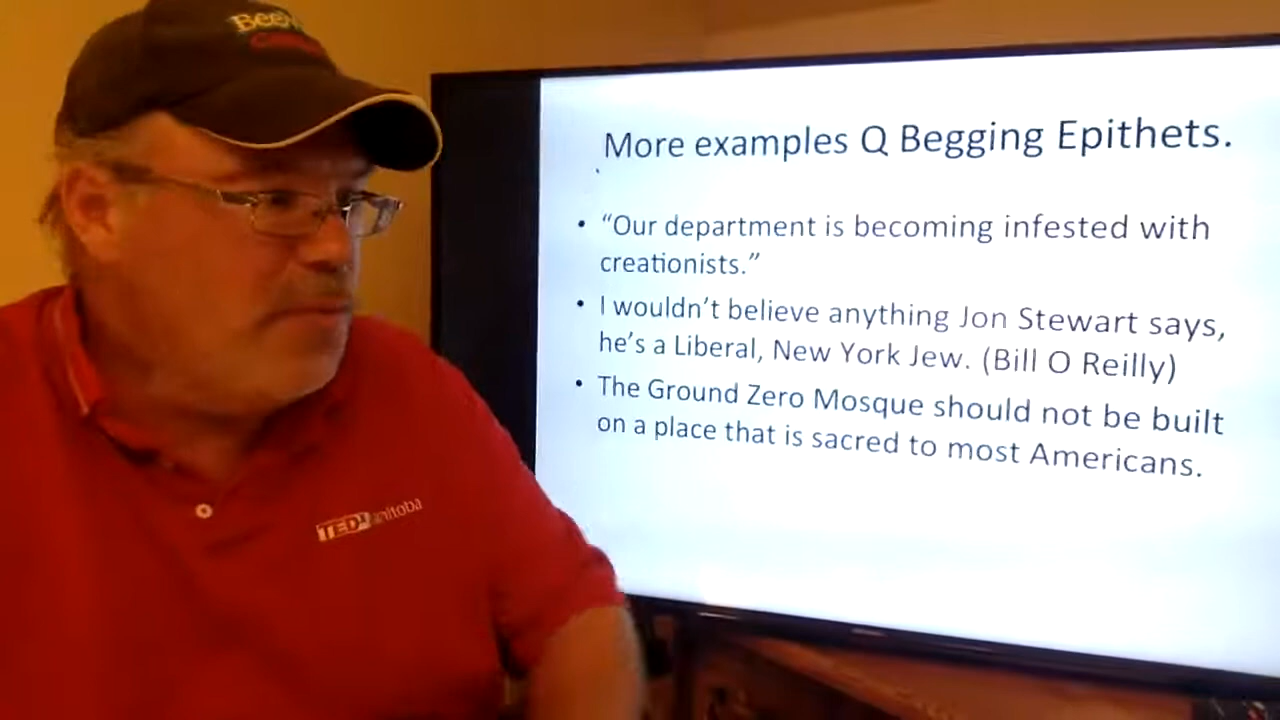 More examples Q Begging Epithets.
• “Our department is becoming infested with
creationists.”
• I wouldn’t believe anything Jon Stewart says,
he’s a Liberal, New York Jew. (Bill O Reilly)
• The Ground Zero Mosque should not be built
on a place that is sacred to most Americans.